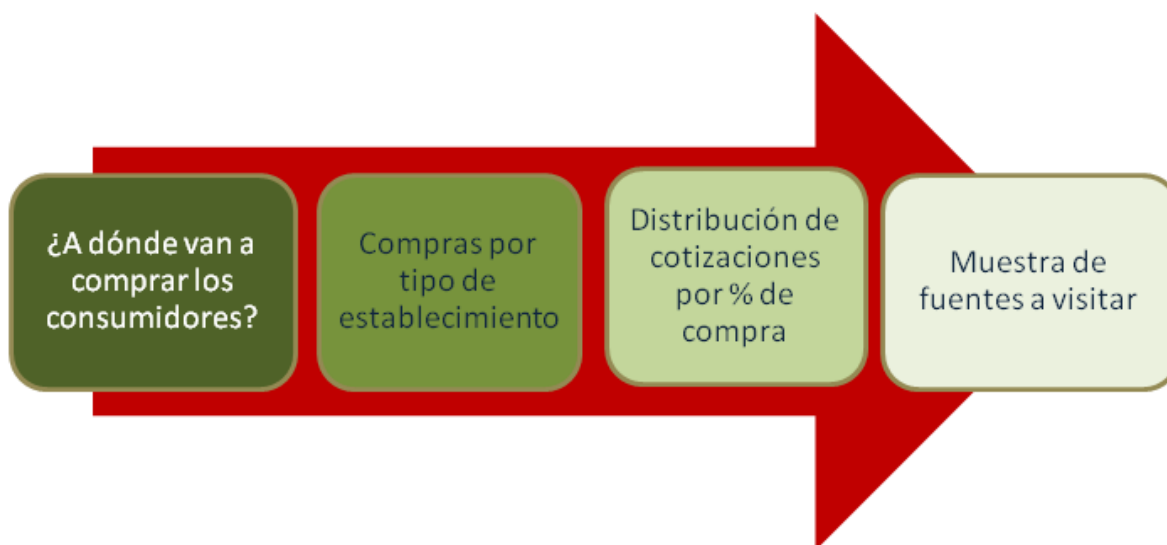 ¿A dónde van a
comprar los
consumidores?
Compras por
tipo de
establecimiento
Distribución de
cotizaciones
por % de
compra
Muestra de
fuentes a visitar